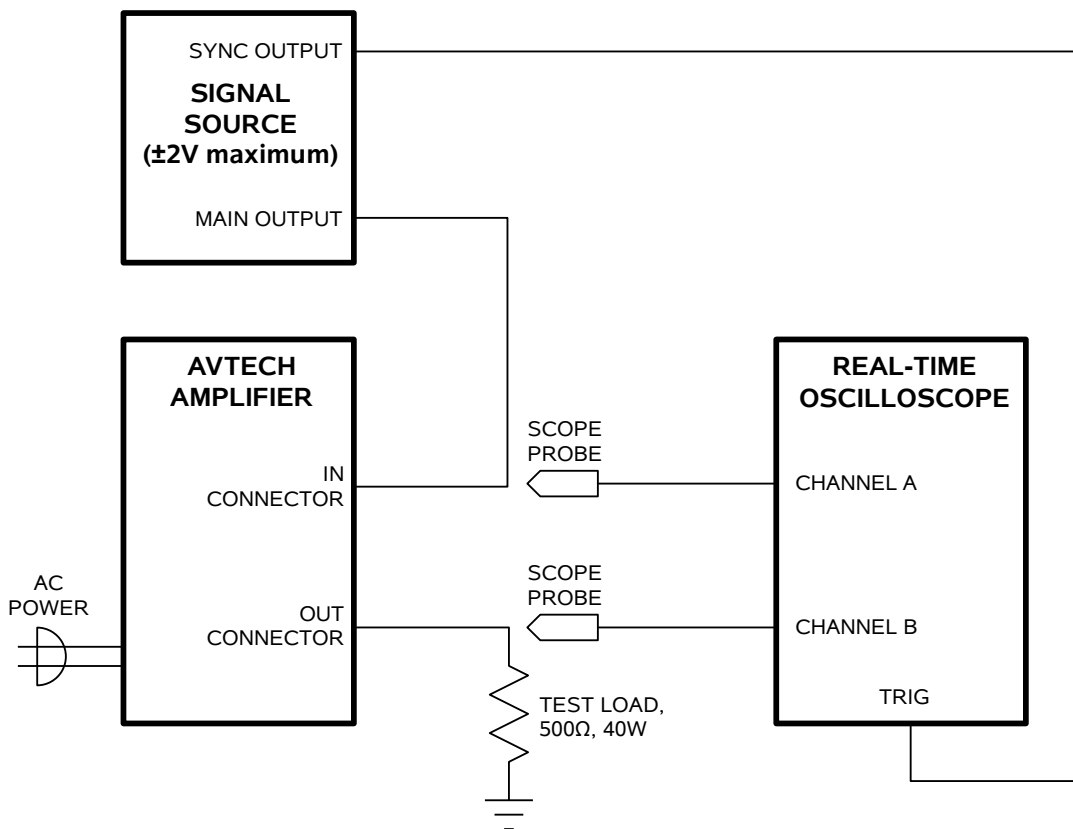 SYNC OUTPUT
SIGNAL
SOURCE
(±2V maximum)
MAIN OUTPUT
AVTECH
AMPLIFIER
IN
CONNECTOR
OUT
CONNECTOR
AC
POWER
SCOPE
PROBE
SCOPE
PROBE
TEST LOAD,
500Ω, 40W
REAL-TIME
OSCILLOSCOPE
CHANNEL A
CHANNEL B
TRIG